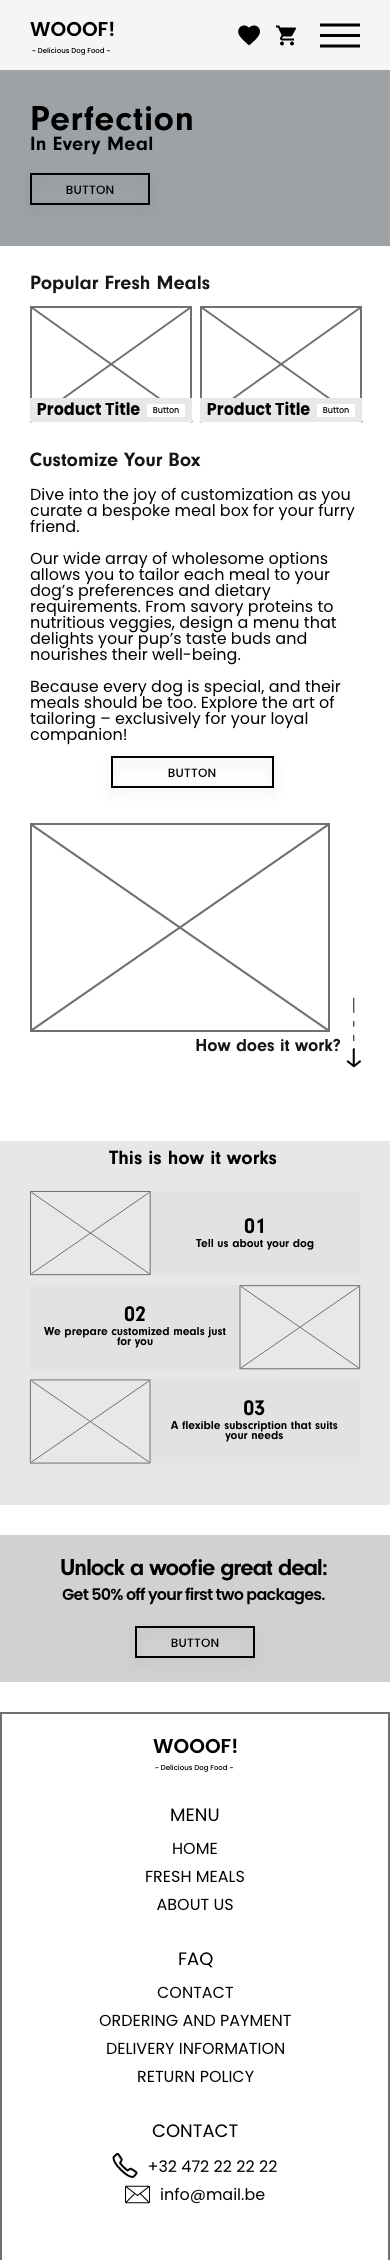 WOOOF!
~ Delicious Dog Food ~
Perfection
In Every Meal
BUTTON
Popular Fresh Meals
Product Title Button
Product Title Button
Customize Your Box
Dive into the joy of customization as you
curate a bespoke meal box for your furry
friend.
Our wide array of wholesome options
allows you to tailor each meal to your
dog’s preferences and dietary
requirements. From savory proteins to
nutritious veggies, design a menu that
delights your pup’s taste buds and
nourishes their well-being.
Because every dog is special, and their
meals should be too. Explore the art of
tailoring – exclusively for your loyal
companion!
BUTTON
How does it work?
This is how it works
01
Tell us about your dog
02
We prepare customized meals just
for you
03
A flexible subscription that suits
your needs
Unlock a woofie great deal:
Get 50% off your first two packages.
BUTTON
WOOOF!
~ Delicious Dog Food ~
MENU
HOME
FRESH MEALS
ABOUT US
FAQ
CONTACT
ORDERING AND PAYMENT
DELIVERY INFORMATION
RETURN POLICY
CONTACT
+32 472 22 22 22
info@mail.be